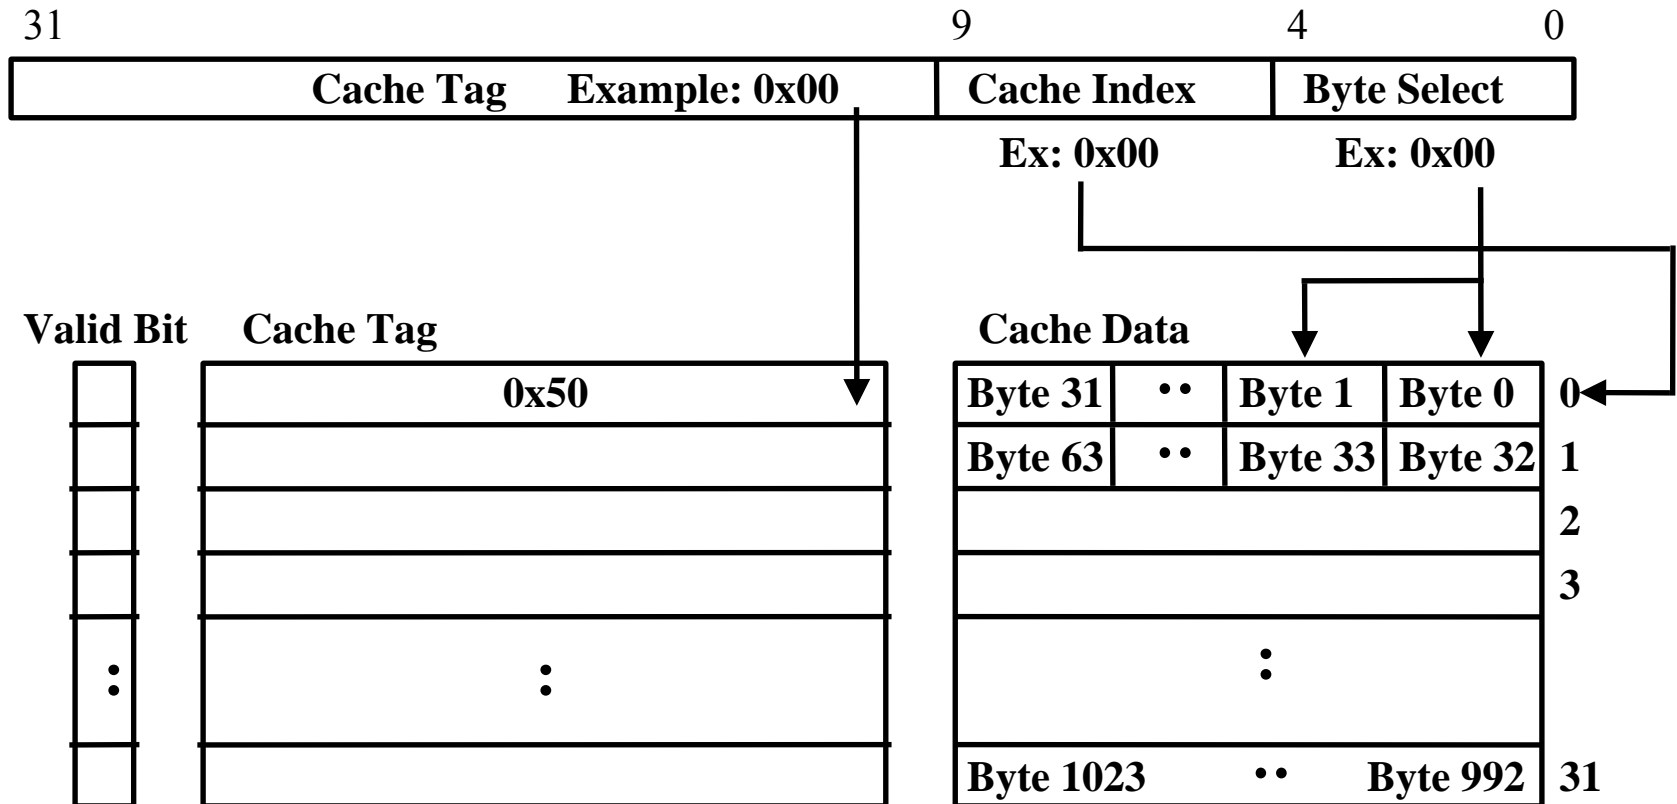 31 9 4 0
Cache Tag Example: 0x00 Cache Index Byte Select
Ex: 0x00 Ex: 0x00
Valid Bit Cache Tag Cache Data
0x50 Byte 31 •• Byte 1 Byte 0 0
Byte 63 •• Byte 33 Byte 32 1
2
3
: : :
Byte 1023 •• Byte 992 31